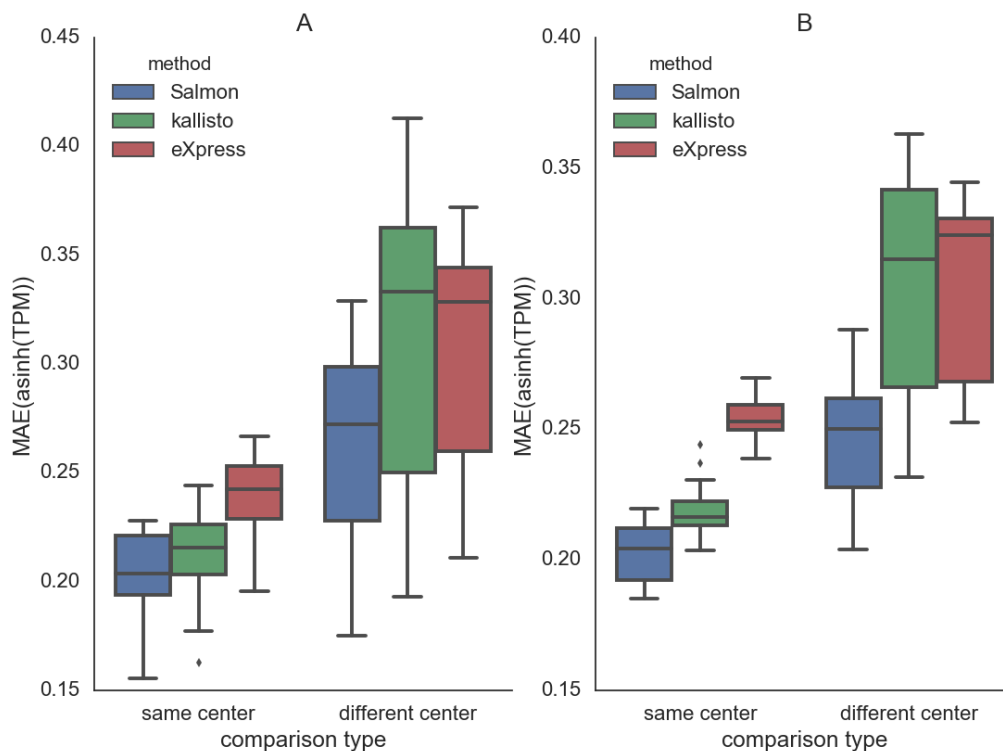 A
0.45
0.40
0.35
0.30
0.25
0.20
0.15
MAE(asinh(TPM))
method
Salmon
kallisto
eXpress
same center
different center
comparison type
B
0.40
0.35
0.30
0.25
0.20
0.15
MAE(asinh(TPM))
method
Salmon
kallisto
eXpress
same center
different center
comparison type